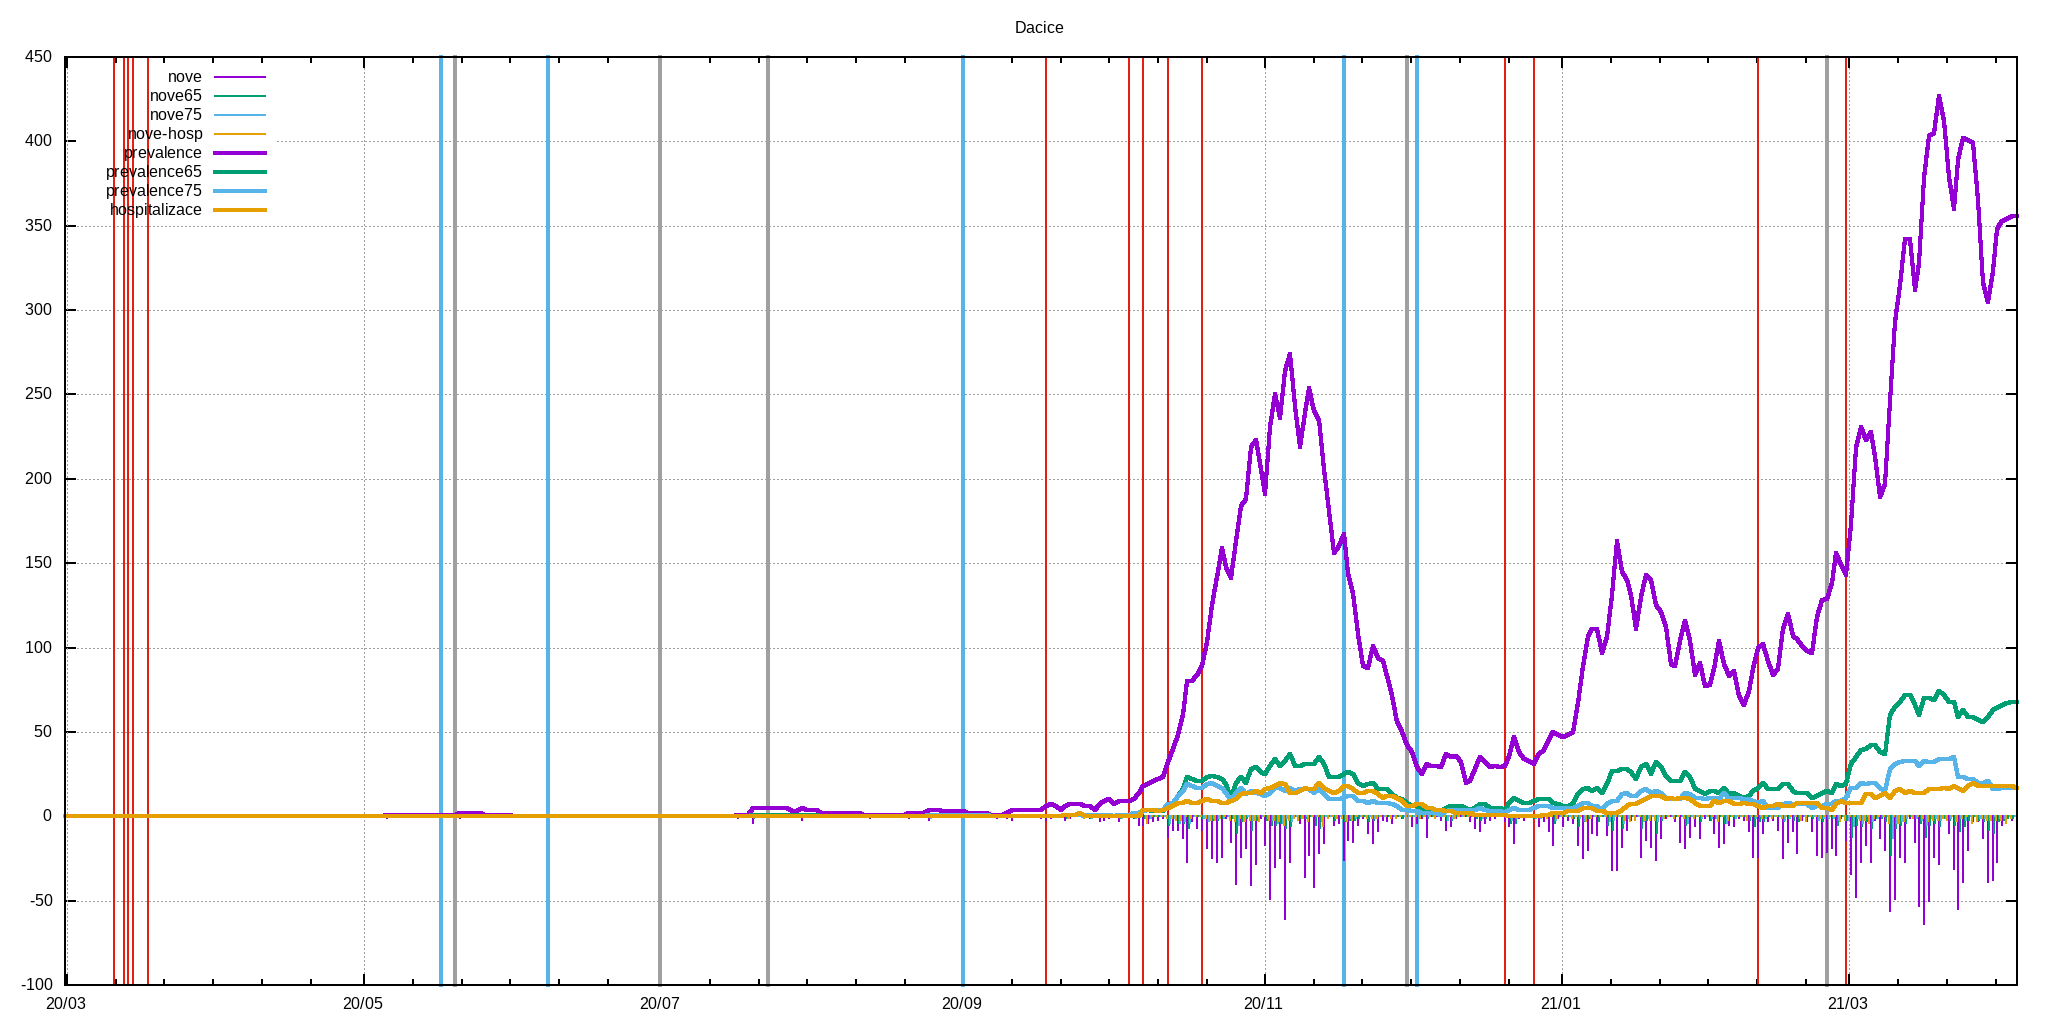 Dacice
450
400
350
300
250
200
150
100
50
0
-50
-100
nove
nove65
nove75
nove-hosp
prevalence
prevalence65
prevalence75
hospitalizace
20/03 20/05 20/07 20/09 20/11 21/01 21/03